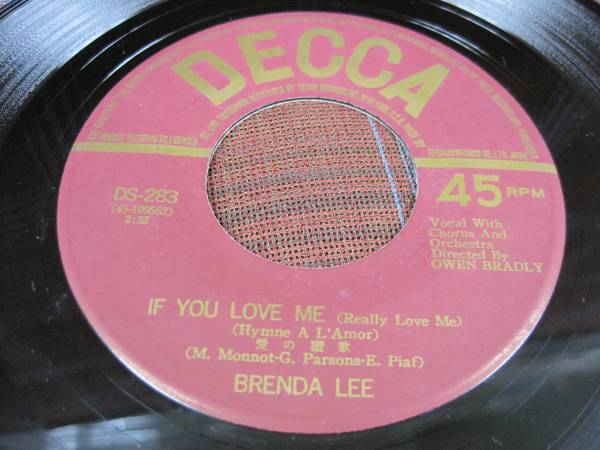 DECCA
DS-283
(45-109562)
2:32
45 RPM
Vocal With
Chorus And
Orchestra
Directed By
OWEN BRADLY
IF YOU LOVE ME (Really Love Me)
(Hymne A L'Amor)
愛の讃歌
(M. Monnot-G. Parsons-E. Piaf)
BRENDA LEE